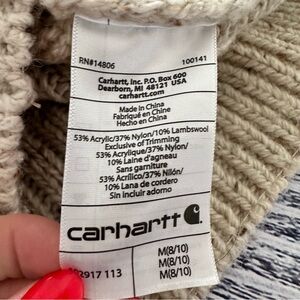 RN#14806 100141
Carhartt, Inc. P.O. Box 600
Dearborn, MI 48121 USA
carhartt.com
Made in China
Fabriqué en Chine
Hecho en China
53% Acryic/37% Nylon/10% Lambswool
Exclusive of Trimming
53% Acrylique/37% Nylon/
10% Laine d'agneau
Sans garniture
53% Acrílico/37% Nilón/
10% Lana de cordero
Sin incluir adorno
carhartt
2917 113 M(8/10)
M(8/10)
M(8/10)